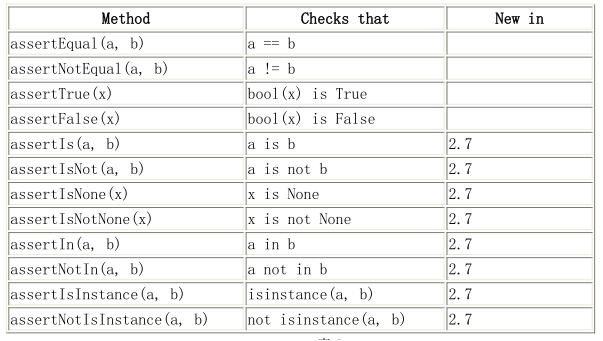 Method Checks that New in
assertEqual(a, b) a == b
assertNotEqual(a, b) a != b
assertTrue(x) bool(x) is True
assertFalse(x) bool(x) is False
assertIs(a, b) a is b 2.7
assertIsNot(a, b) a is not b 2.7
assertIsNone(x) x is None 2.7
assertIsNotNone(x) x is not None 2.7
assertIn(a, b) a in b 2.7
assertNotIn(a, b) a not in b 2.7
assertIsInstance(a, b) isinstance(a, b) 2.7
assertNotIsInstance(a, b) not isinstance(a, b) 2.7